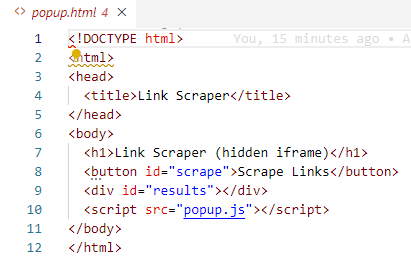 popup.html 4
1 <!DOCTYPE html> You, 15 minutes ago • A
2 <html>
3 <head>
4 <title>Link Scraper</title>
5 </head>
6 <body>
7 <h1>Link Scraper (hidden iframe)</h1>
8 <button id="scrape">Scrape Links</button>
9 <div id="results"></div>
10 <script src="popup.js"></script>
11 </body>
12 </html>